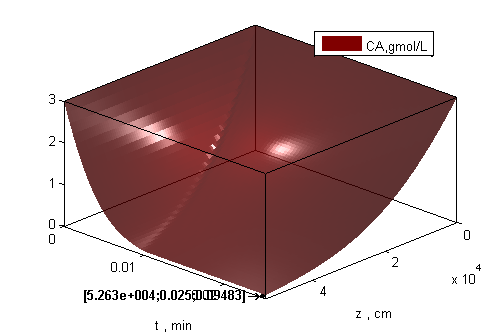 CA,gmol/L
3
2
1
0
0
0.01
[5.263e+004;0.025;0.09483]
t , min
4
2
0
x 10^4
z , cm